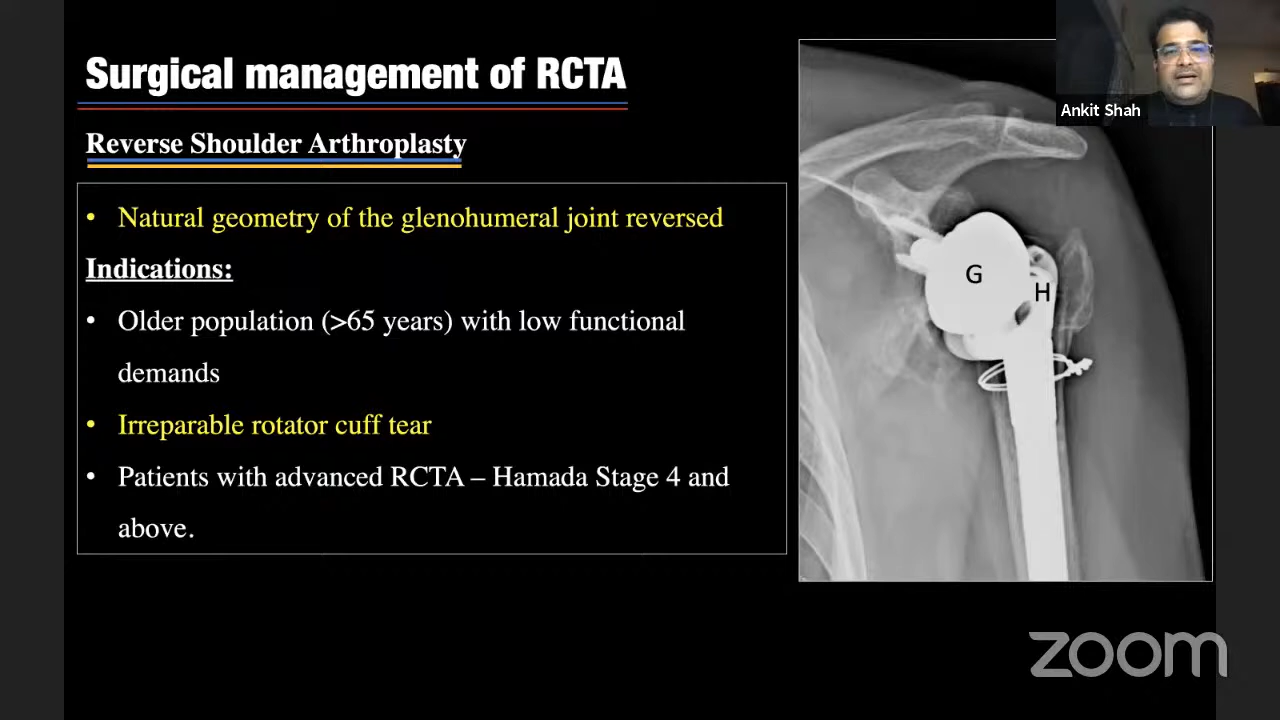 Surgical management of RCTA
Ankit Shah
Reverse Shoulder Arthroplasty
• Natural geometry of the glenohumeral joint reversed
Indications:
• Older population (>65 years) with low functional
demands
• Irreparable rotator cuff tear
• Patients with advanced RCTA – Hamada Stage 4 and
above.
G
H
zoom